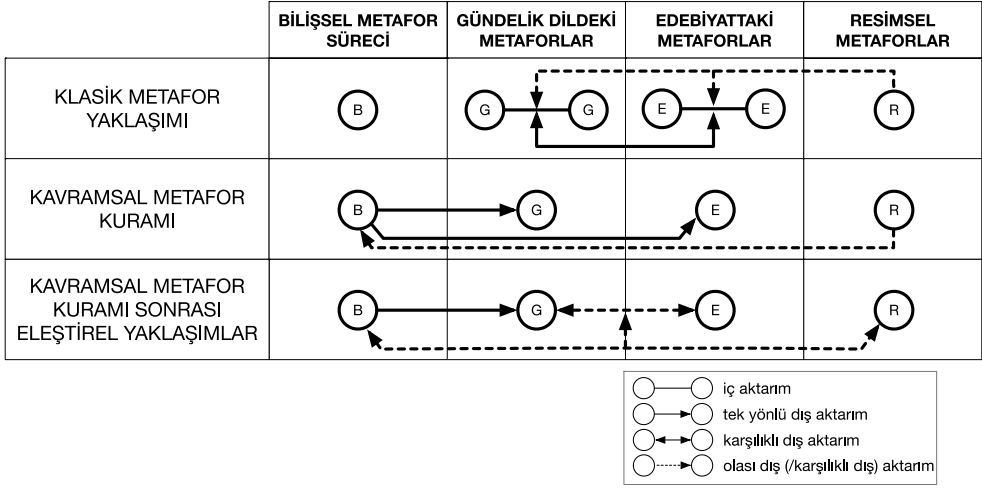 BİLİŞSEL METAFOR
SÜRECİ
GÜNDELİK DİLDEKİ
METAFORLAR
EDEBİYATTAKİ
METAFORLAR
RESİMSEL
METAFORLAR
KLASİK METAFOR
YAKLAŞIMI
B
G
G
E
E
R
KAVRAMSAL METAFOR
KURAMI
B
G
E
R
KAVRAMSAL METAFOR
KURAMI SONRASI
ELEŞTİREL YAKLAŞIMLAR
B
G
E
R
iç aktarım
tek yönlü dış aktarım
karşılıklı dış aktarım
olası dış (/karşılıklı dış) aktarım